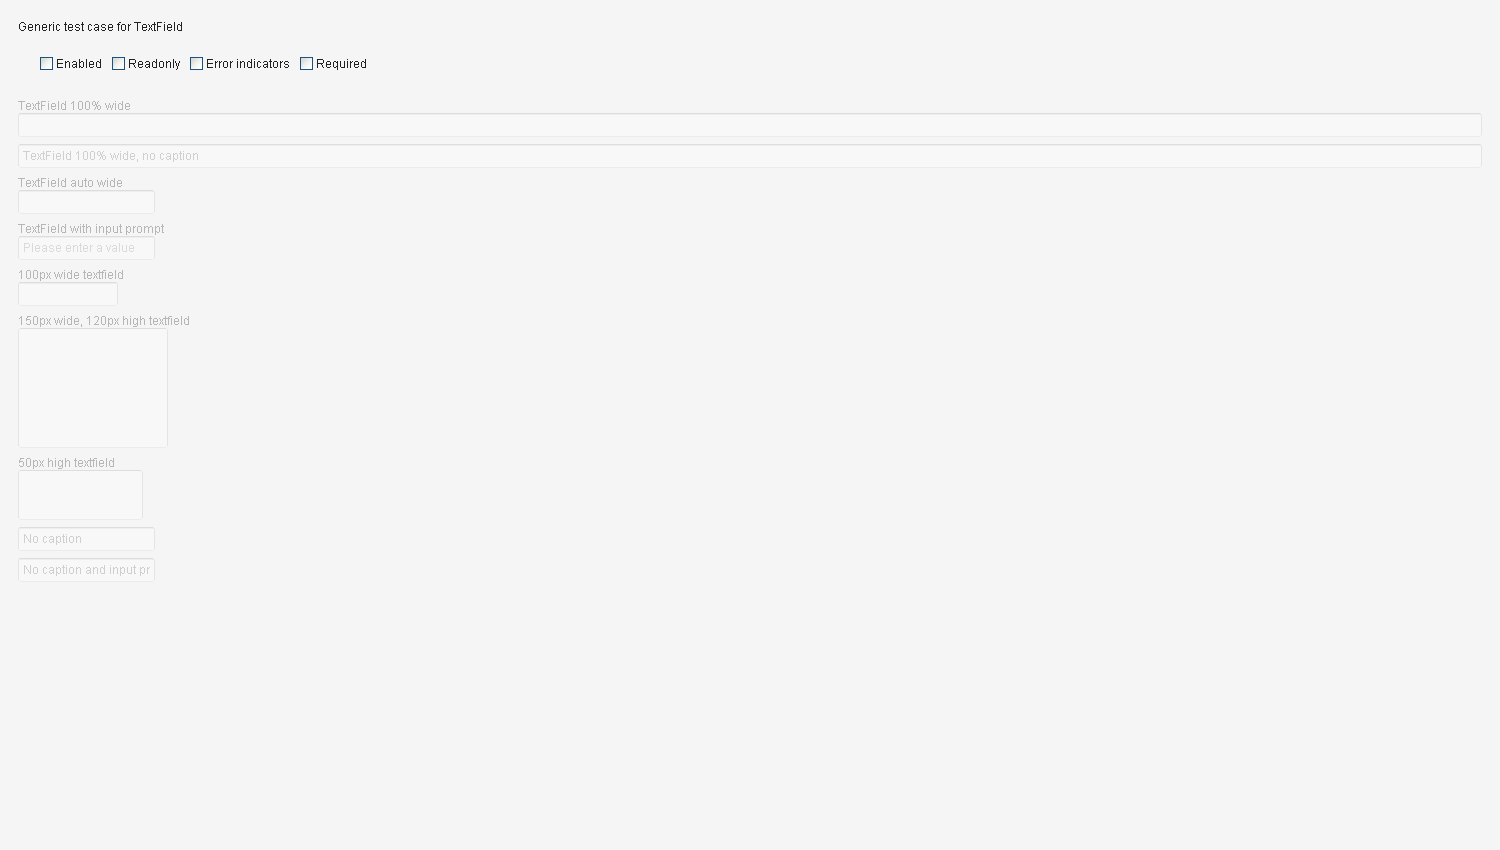 Generic test case for TextField
Enabled Readonly Error indicators Required
TextField 100% wide
TextField 100% wide, no caption
TextField auto wide
TextField with input prompt
Please enter a value
100px wide textfield
150px wide, 120px high textfield
50px high textfield
No caption
No caption and input pr